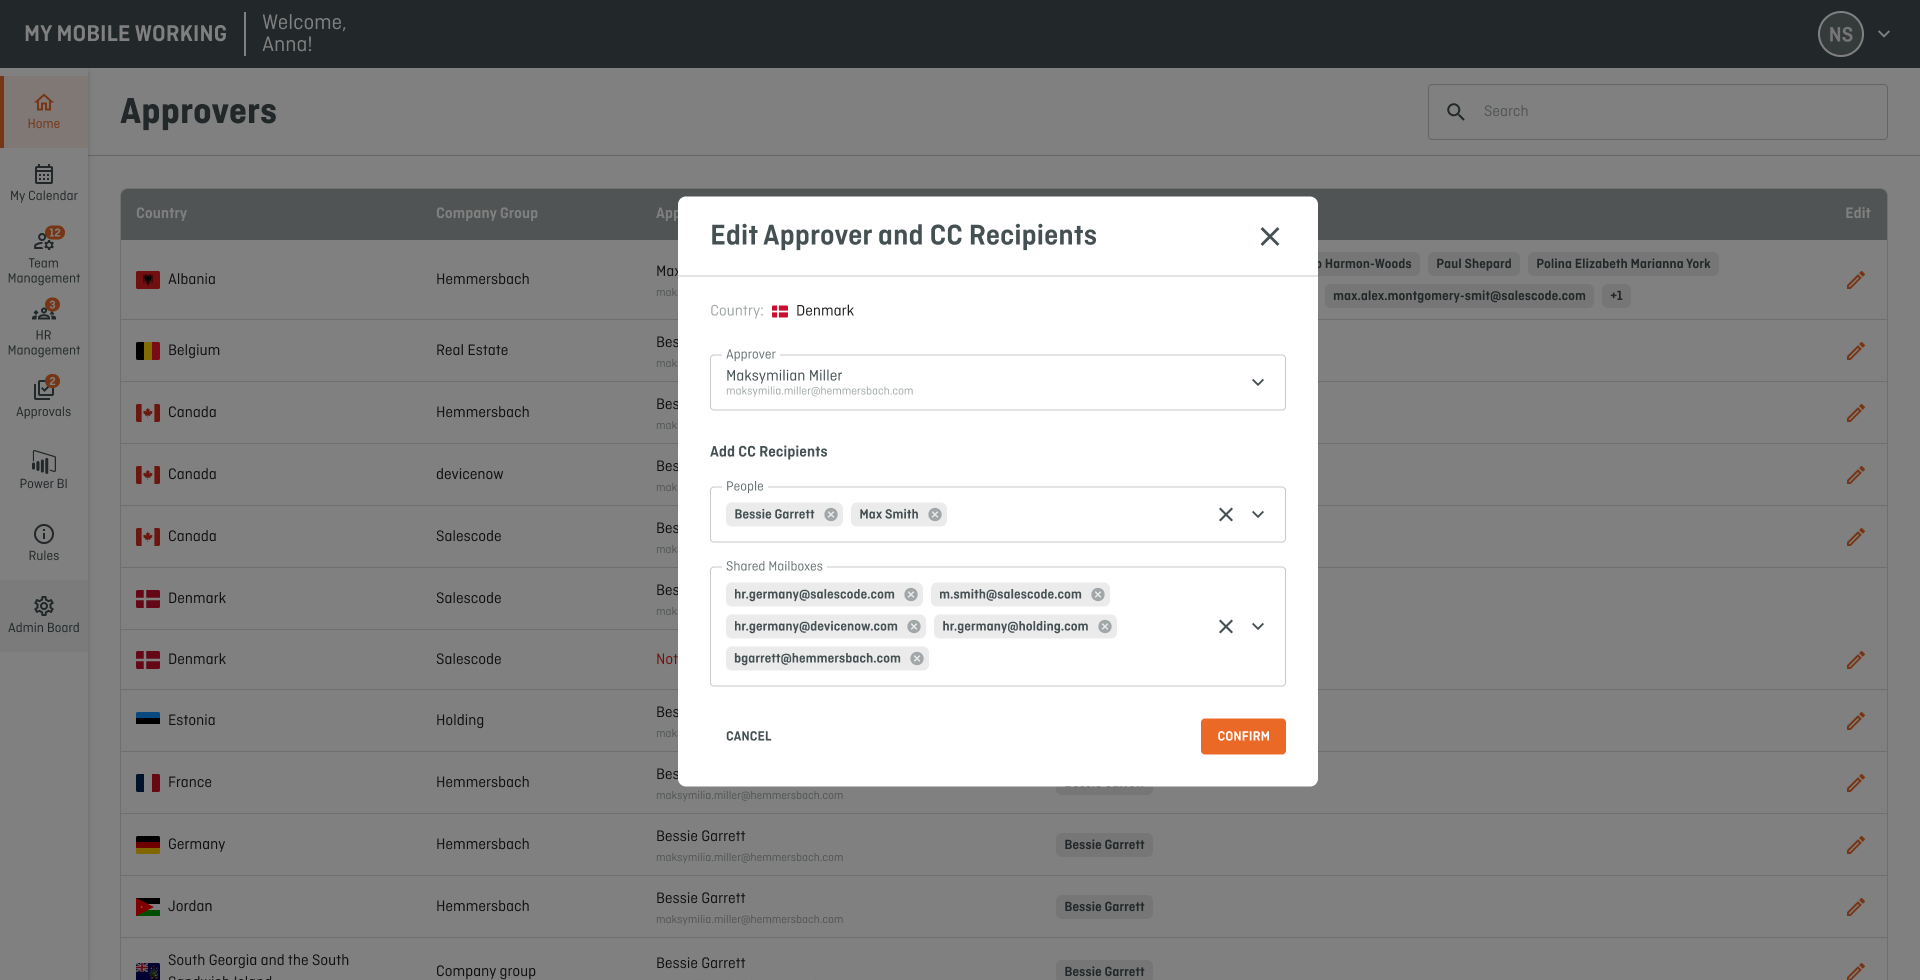 MY MOBILE WORKING
Welcome,
Anna!
NS
Home
My Calendar
12
Team
Management
3
HR
Management
2
Approvals
Power BI
Rules
Admin Board
Approvers
Search
Country Company Group Edit
Albania Hemmersbach
Harmon-Woods Paul Shepard Polina Elizabeth Marianna York
max.alex.montgomery-smit@salescode.com +1
Belgium Real Estate
Canada Hemmersbach
Canada devicenow
Canada Salescode
Denmark Salescode
Denmark Salescode Not
Estonia Holding
France Hemmersbach
maksymilia.miller@hemmersbach.com
Germany Hemmersbach Bessie Garrett Bessie Garrett
maksymilia.miller@hemmersbach.com
Jordan Hemmersbach Bessie Garrett Bessie Garrett
maksymilia.miller@hemmersbach.com
South Georgia and the South
Company group Bessie Garrett Bessie Garrett
Edit Approver and CC Recipients
Country: Denmark
Approver
Maksymilian Miller
maksymilia.miller@hemmersbach.com
Add CC Recipients
People
Bessie Garrett Max Smith
Shared Mailboxes
hr.germany@salescode.com m.smith@salescode.com
hr.germany@devicenow.com hr.germany@holding.com
bgarrett@hemmersbach.com
CANCEL CONFIRM